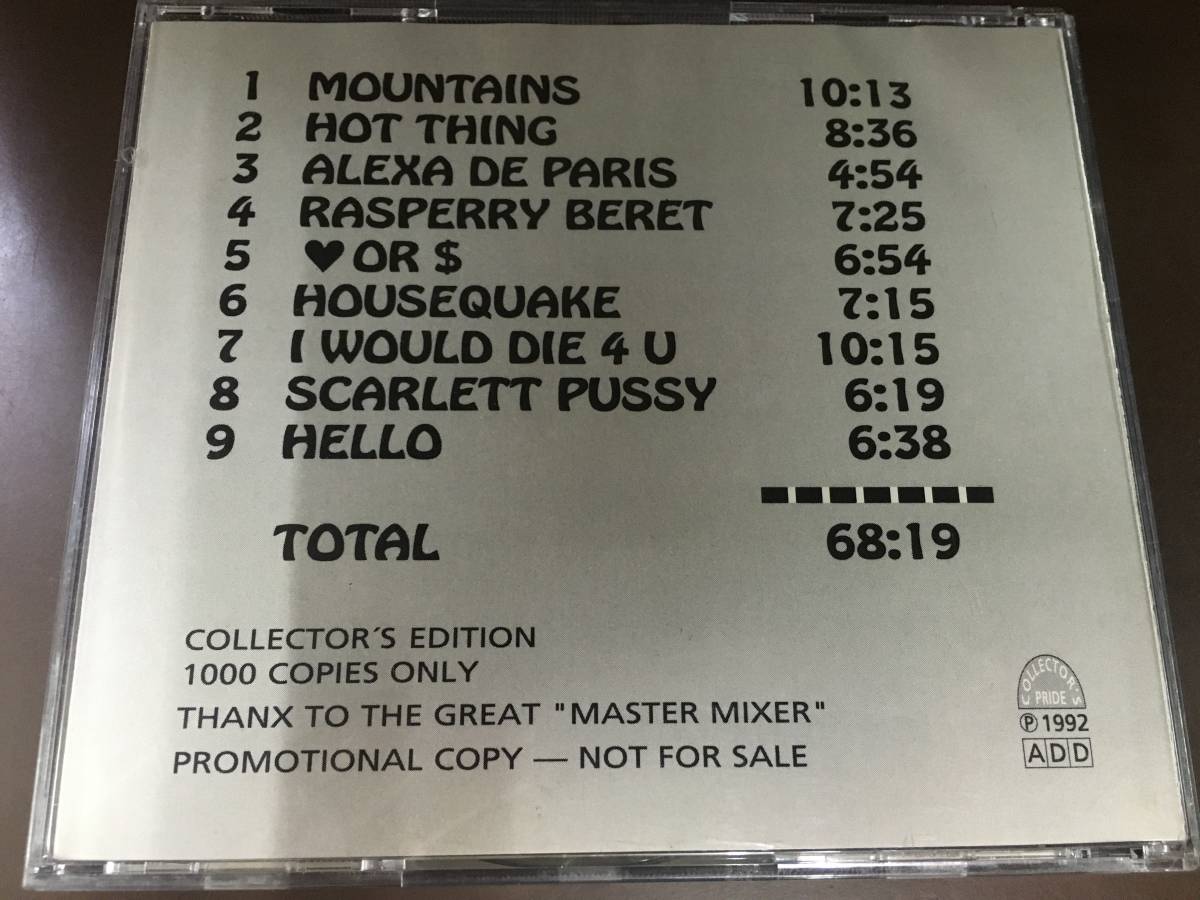 1 MOUNTAINS 10:13
2 HOT THING 8:36
3 ALEXA DE PARIS 4:54
4 RASPERRY BERET 7:25
5 ♥ OR $ 6:54
6 HOUSEQUAKE 7:15
7 I WOULD DIE 4 U 10:15
8 SCARLETT PUSSY 6:19
9 HELLO 6:38
TOTAL 68:19
COLLECTOR´S EDITION
1000 COPIES ONLY
THANX TO THE GREAT "MASTER MIXER"
PROMOTIONAL COPY — NOT FOR SALE
COLLECTOR'S
PRIDE
℗ 1992
ADD